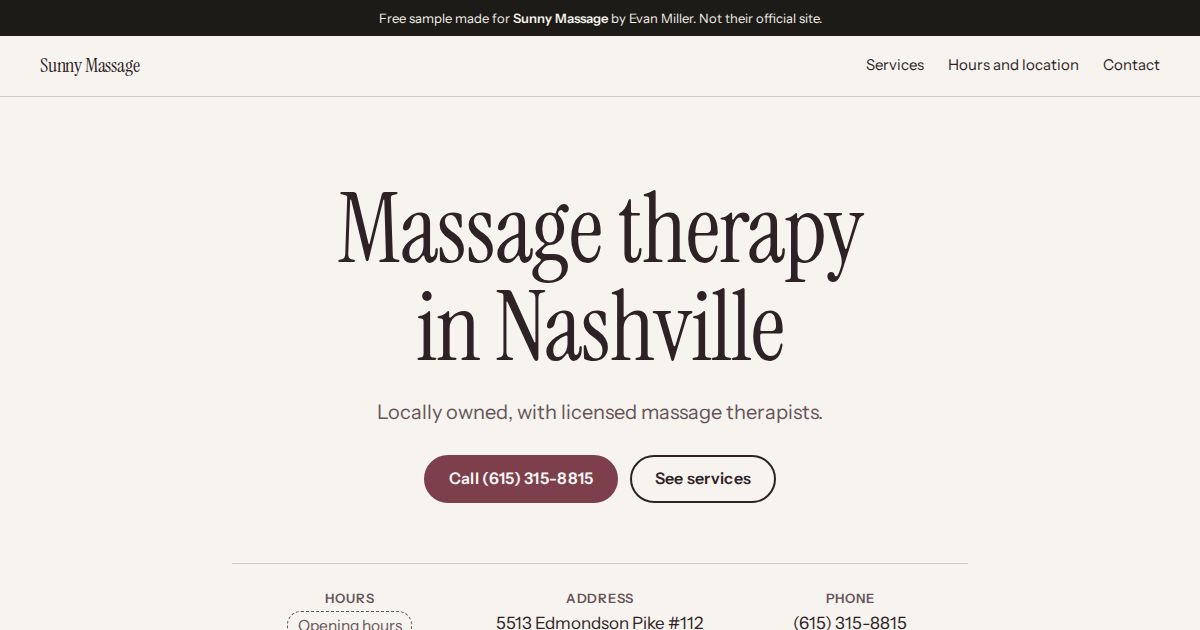 Free sample made for Sunny Massage by Evan Miller. Not their official site.
Sunny Massage
Services
Hours and location
Contact
Massage therapy
in Nashville
Locally owned, with licensed massage therapists.
Call (615) 315-8815
See services
HOURS
Opening hours
ADDRESS
5513 Edmondson Pike #112
PHONE
(615) 315-8815